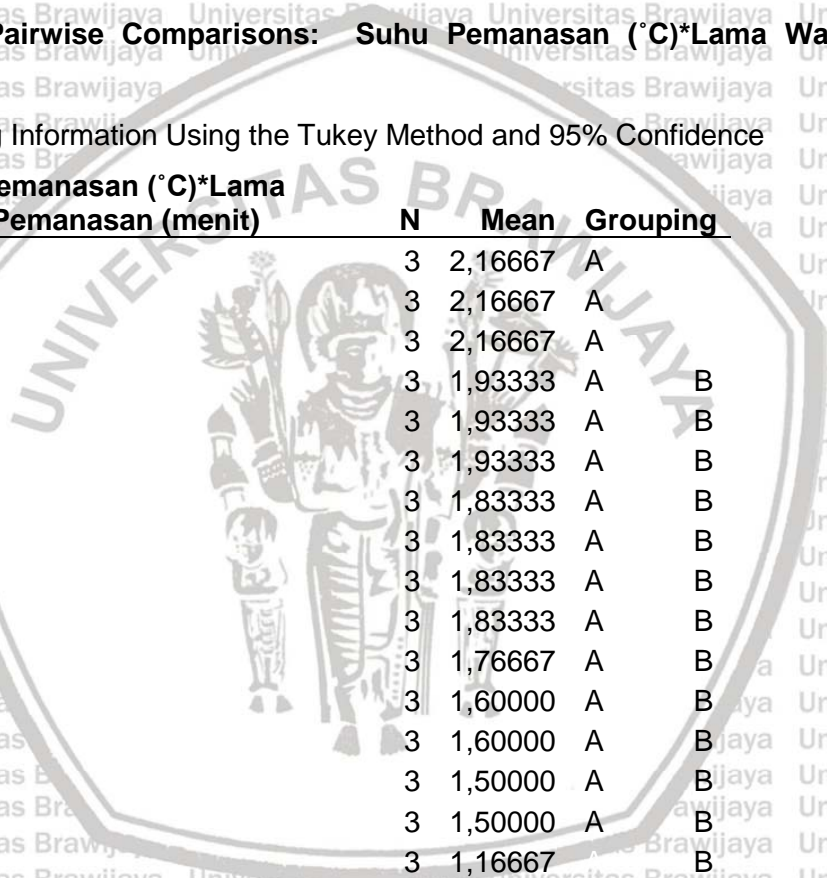 Pairwise Comparisons: Suhu Pemanasan (˚C)*Lama Wa
g Information Using the Tukey Method and 95% Confidence
emanasan (˚C)*Lama
Pemanasan (menit) N Mean Grouping
3 2,16667 A
3 2,16667 A
3 2,16667 A
3 1,93333 A B
3 1,93333 A B
3 1,93333 A B
3 1,83333 A B
3 1,83333 A B
3 1,83333 A B
3 1,83333 A B
3 1,76667 A B
3 1,60000 A B
3 1,60000 A B
3 1,50000 A B
3 1,50000 A B
3 1,16667 B
UNIVERSITAS BRAWIJAYA